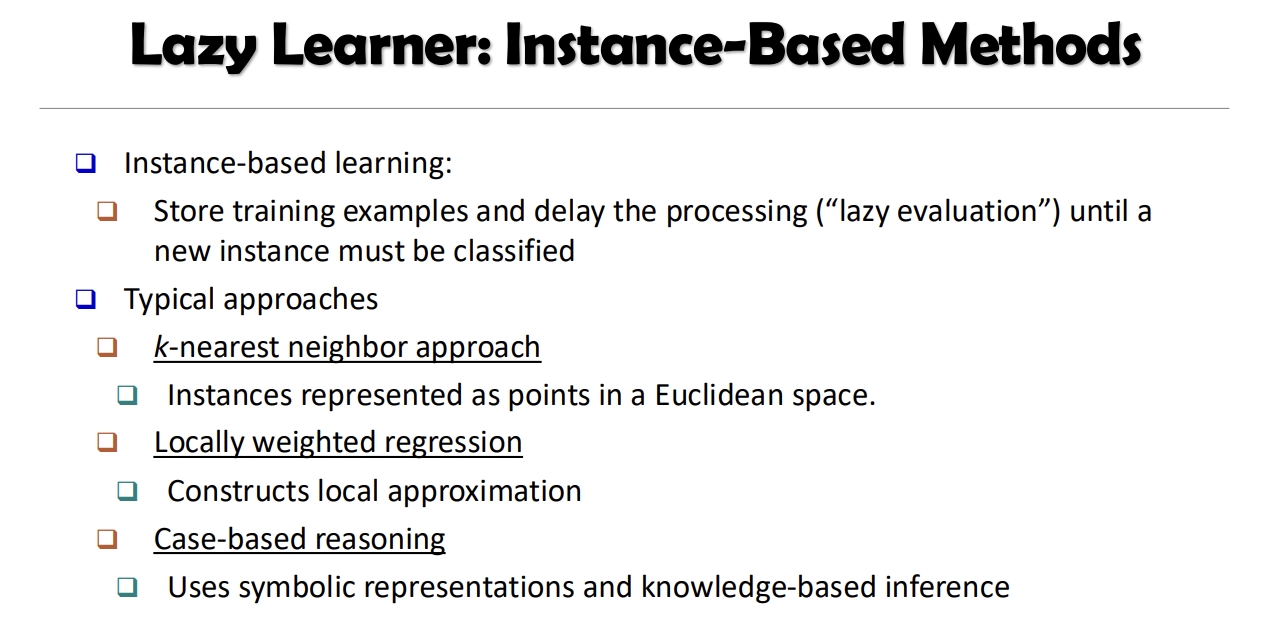 Lazy Learner: Instance-Based Methods
Instance-based learning:
Store training examples and delay the processing (“lazy evaluation”) until a
new instance must be classified
Typical approaches
k-nearest neighbor approach
Instances represented as points in a Euclidean space.
Locally weighted regression
Constructs local approximation
Case-based reasoning
Uses symbolic representations and knowledge-based inference